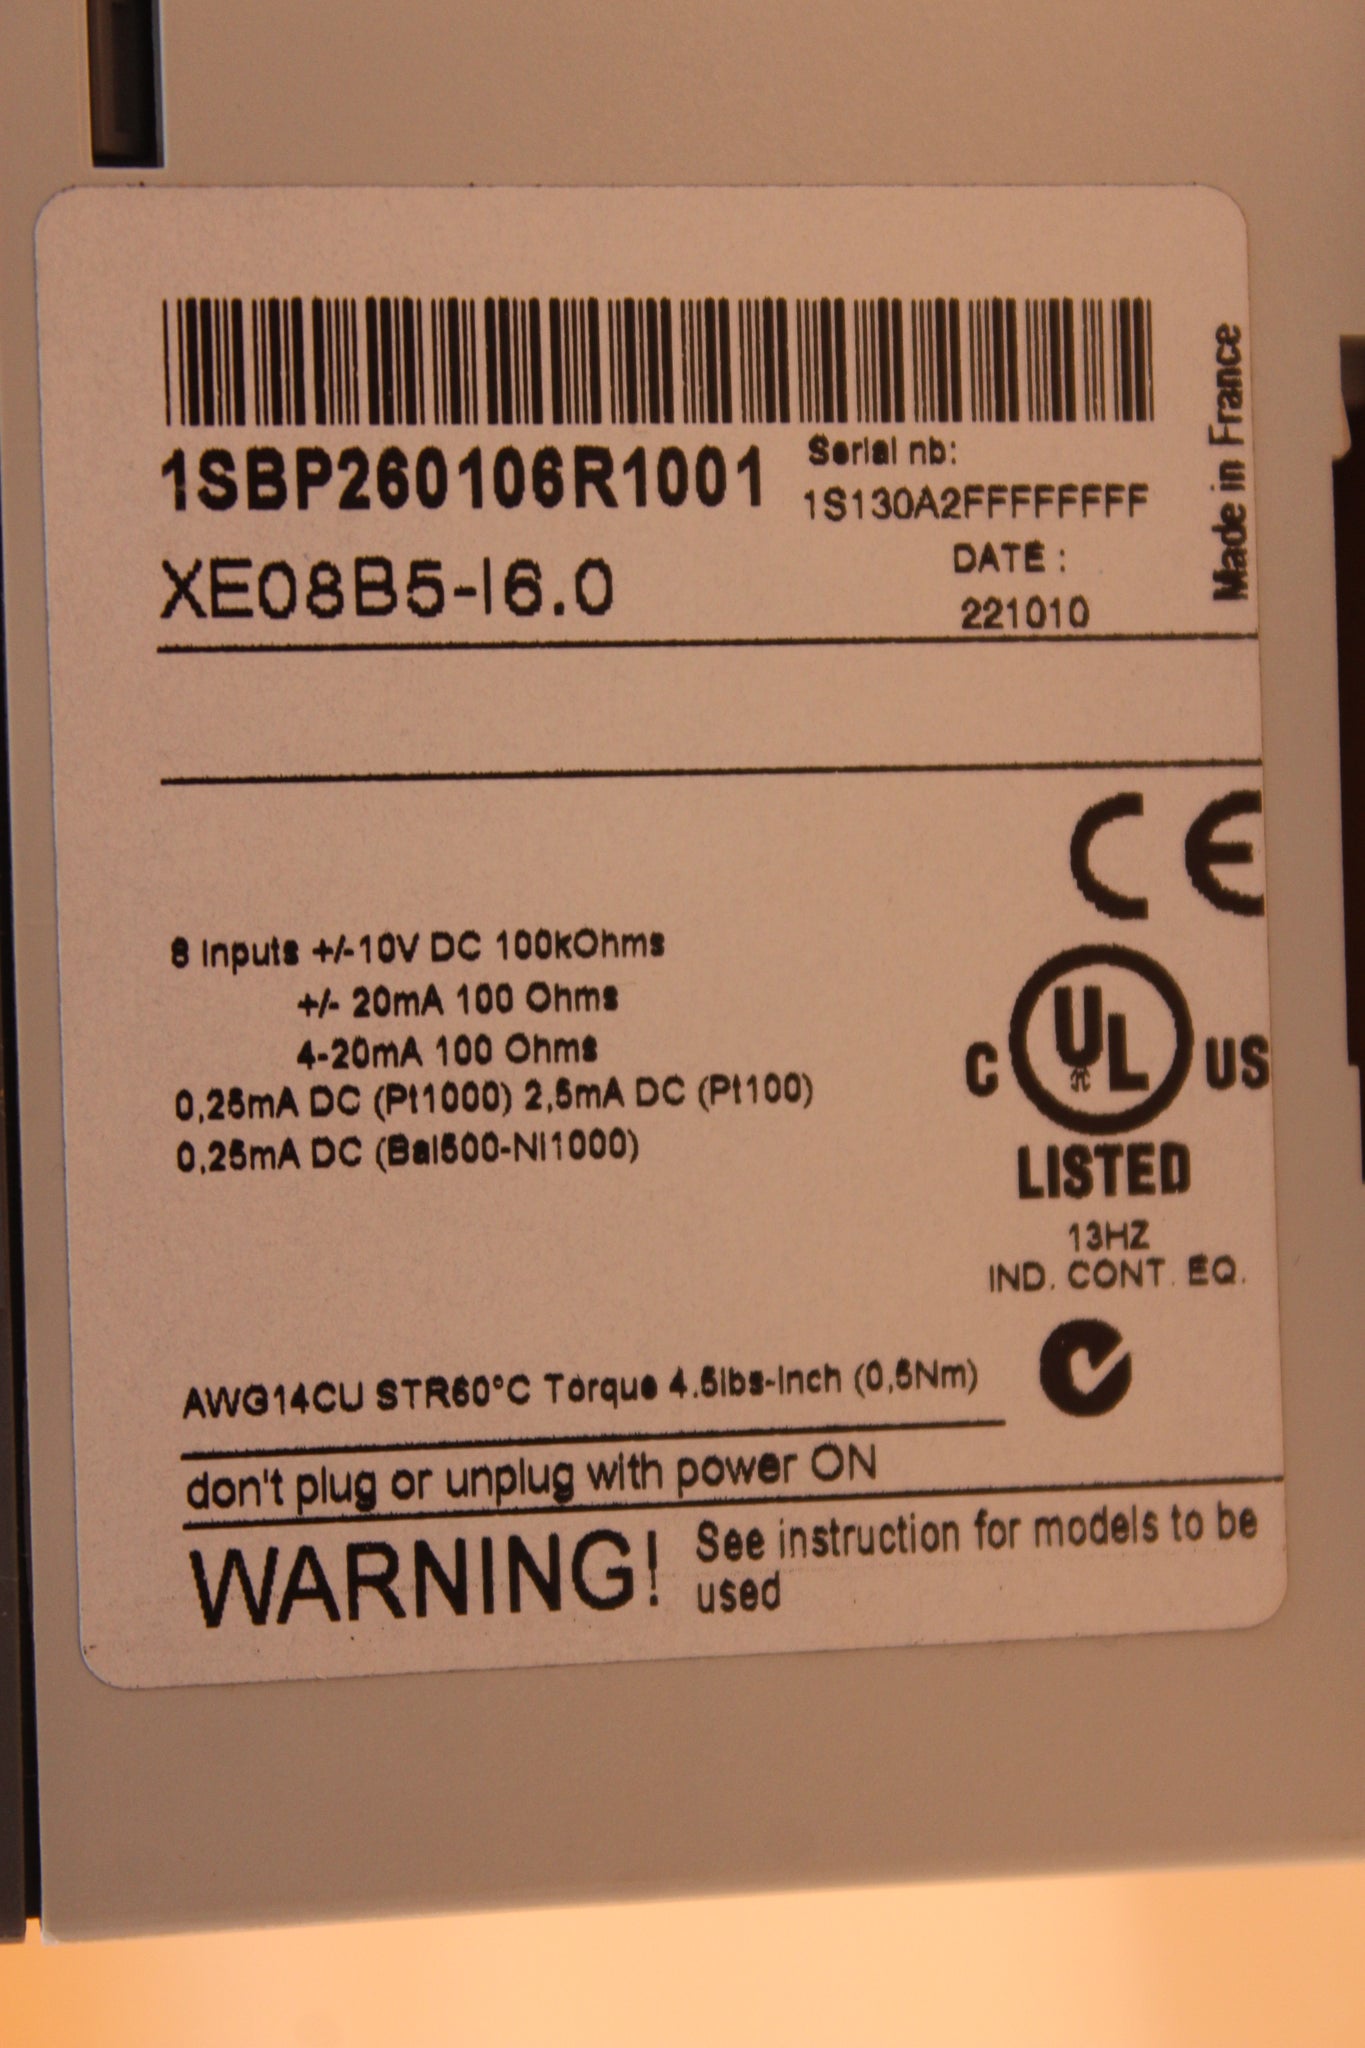 1SBP260106R1001
Serial nb:
1S130A2FFFFFFFF
XE08B5-I6.0
DATE :
221010
Made in France
CE
8 Inputs +/-10V DC 100kOhms
+/- 20mA 100 Ohms
4-20mA 100 Ohms
0,25mA DC (Pt1000) 2,5mA DC (Pt100)
0,25mA DC (Bal500-Ni1000)
C UL US
LISTED
13HZ
IND. CONT. EQ.
AWG14CU STR60°C Torque 4.5lbs-inch (0,5Nm)
don't plug or unplug with power ON
WARNING! See instruction for models to be
used